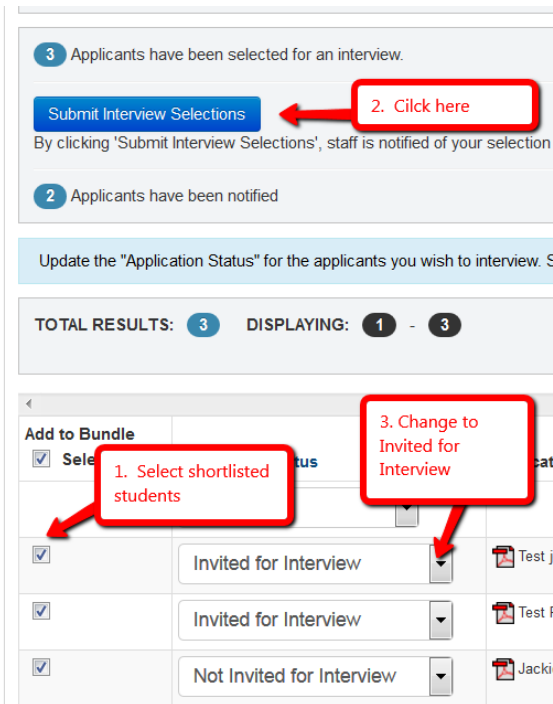 3 Applicants have been selected for an interview.
Submit Interview Selections
2. Cilck here
By clicking 'Submit Interview Selections', staff is notified of your selection
2 Applicants have been notified
Update the "Application Status" for the applicants you wish to interview. S
TOTAL RESULTS: 3 DISPLAYING: 1 - 3
Add to Bundle
3. Change to
Invited for
Interview
1. Select shortlisted
students
Invited for Interview
Test
Invited for Interview
Test
Not Invited for Interview